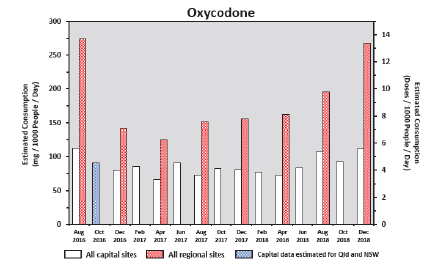 Oxycodone
Estimated Consumption
(mg / 1000 People / Day)
300
250
200
150
100
50
0
14
12
10
8
6
4
2
0
Estimated Consumption
(Doses / 1000 People / Day)
Aug Oct Dec Feb Apr Jun Aug Oct Dec Feb Apr Jun Aug Oct Dec
2016 2016 2016 2017 2017 2017 2017 2017 2017 2018 2018 2018 2018 2018 2018
All capital sites All regional sites Capital data estimated for Qld and NSW